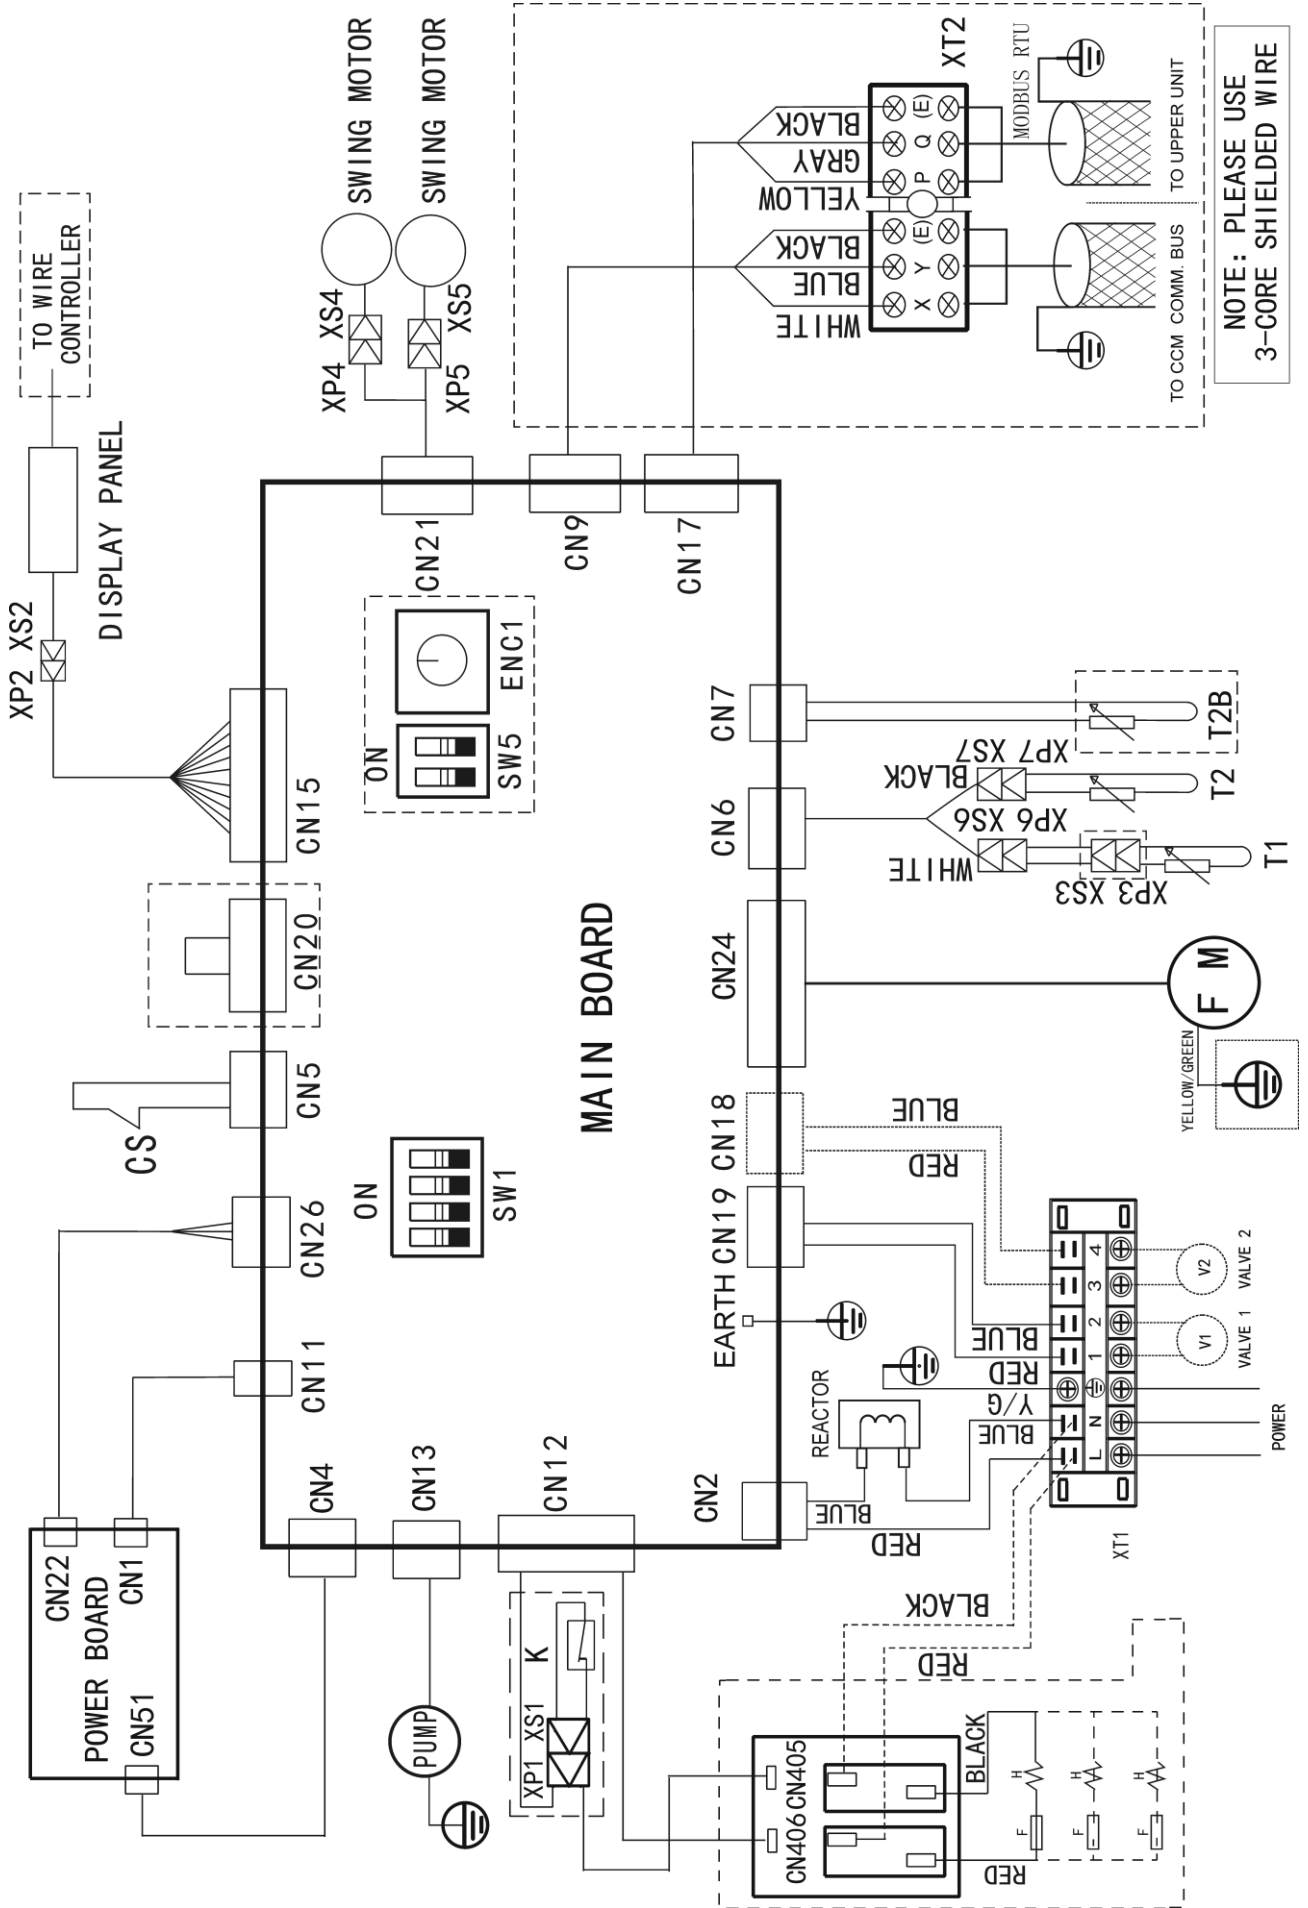 TO WIRE
CONTROLLER
DISPLAY PANEL
XP2 XS2
SWING MOTOR
SWING MOTOR
XS4
XP4
XS5
XP5
XT2
MODBUS RTU
BLACK
GRAY
YELLOW
BLACK
BLUE
WHITE
(E)
Q
P
(E)
Y
X
TO UPPER UNIT
TO CCM COMM. BUS
NOTE: PLEASE USE
3-CORE SHIELDED WIRE
CN21
CN9
CN17
ENC1
ON
SW5
CN15
CN20
CN5
CS
CN26
CN11
ON
SW1
MAIN BOARD
CN7
CN6
CN24
CN18
CN19
EARTH
CN2
CN12
CN13
CN4
T2B
XP7 XS7
BLACK
T2
XP6 XS6
WHITE
XP3 XS3
T1
F M
YELLOW/GREEN
BLUE
RED
BLUE
RED
Y/G
BLUE
REACTOR
BLUE
RED
4
3
2
1
N
L
V2
VALVE 2
V1
VALVE 1
POWER
XT1
CN22
CN1
POWER BOARD
CN51
PUMP
K
XP1 XS1
BLACK
RED
CN406 CN405
BLACK
RED
H
H
H
F
F
F